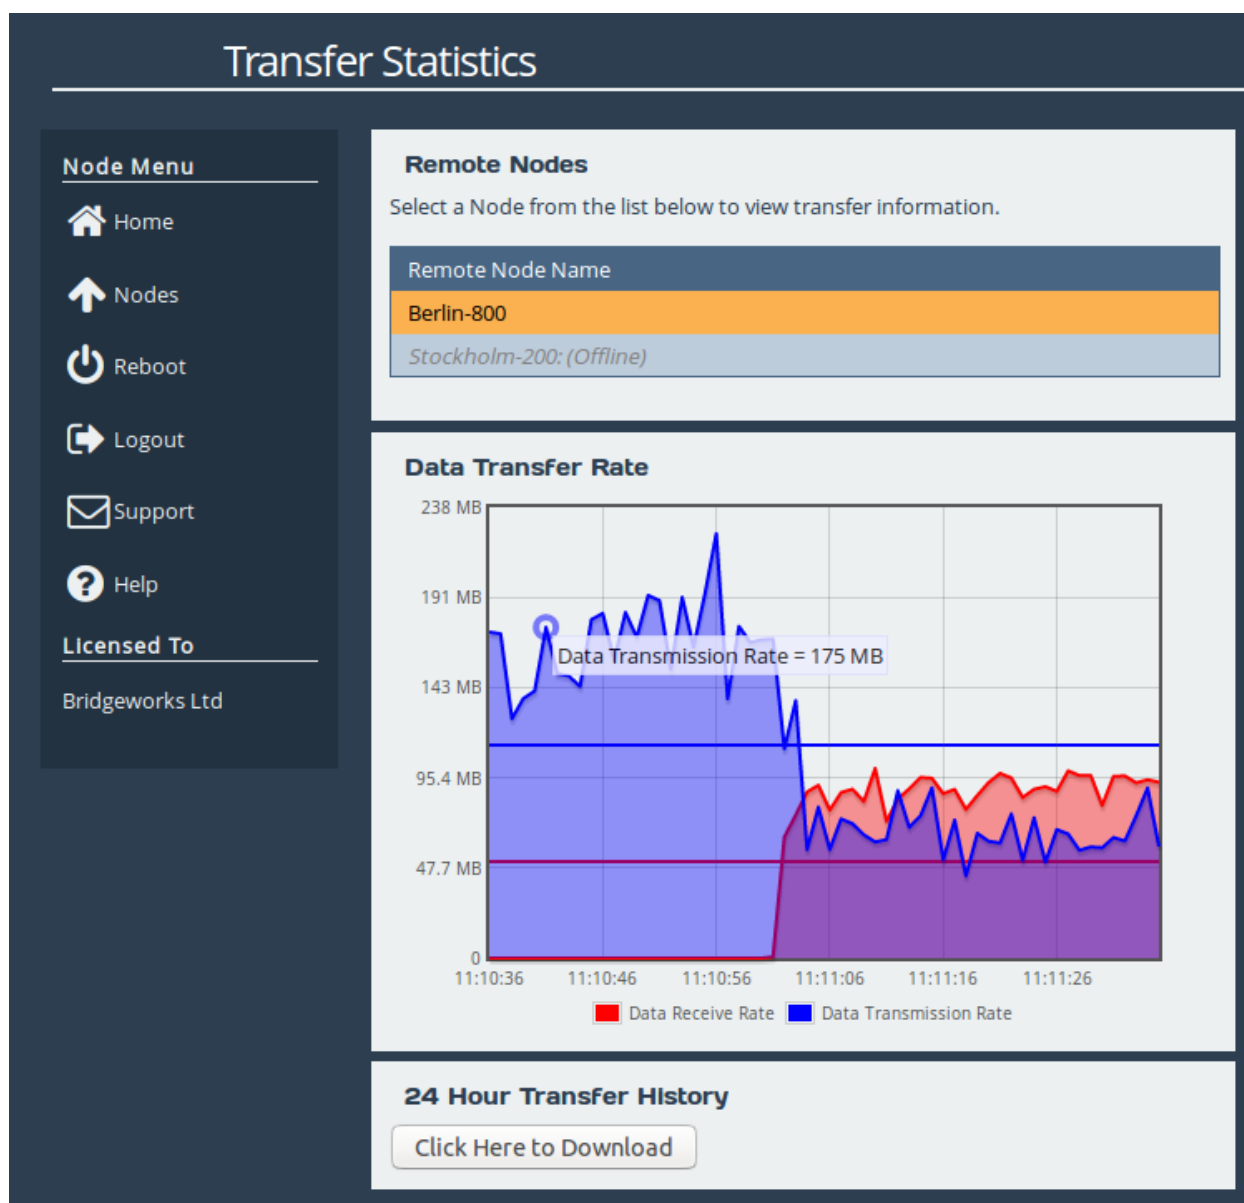 Transfer Statistics
Node Menu
Home
Nodes
Reboot
Logout
Support
Help
Licensed To
Bridgeworks Ltd
Remote Nodes
Select a Node from the list below to view transfer information.
Remote Node Name
Berlin-800
Stockholm-200: (Offline)
Data Transfer Rate
238 MB
191 MB
143 MB
95.4 MB
47.7 MB
0
Data Transmission Rate = 175 MB
11:10:36 11:10:46 11:10:56 11:11:06 11:11:16 11:11:26
Data Receive Rate Data Transmission Rate
24 Hour Transfer History
Click Here to Download